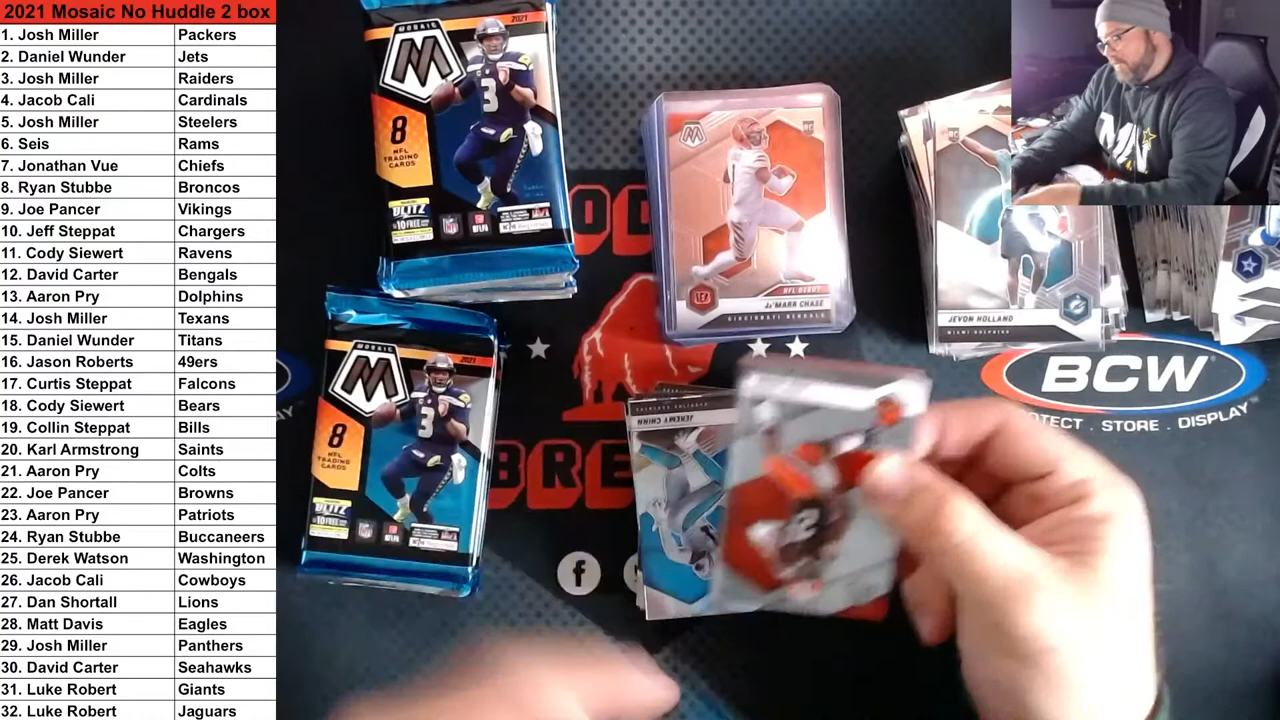 2021 Mosaic No Huddle 2 box
1. Josh Miller Packers
2. Daniel Wunder Jets
3. Josh Miller Raiders
4. Jacob Cali Cardinals
5. Josh Miller Steelers
6. Seis Rams
7. Jonathan Vue Chiefs
8. Ryan Stubbe Broncos
9. Joe Pancer Vikings
10. Jeff Steppat Chargers
11. Cody Siewert Ravens
12. David Carter Bengals
13. Aaron Pry Dolphins
14. Josh Miller Texans
15. Daniel Wunder Titans
16. Jason Roberts 49ers
17. Curtis Steppat Falcons
18. Cody Siewert Bears
19. Collin Steppat Bills
20. Karl Armstrong Saints
21. Aaron Pry Colts
22. Joe Pancer Browns
23. Aaron Pry Patriots
24. Ryan Stubbe Buccaneers
25. Derek Watson Washington
26. Jacob Cali Cowboys
27. Dan Shortall Lions
28. Matt Davis Eagles
29. Josh Miller Panthers
30. David Carter Seahawks
31. Luke Robert Giants
32. Luke Robert Jaguars
MOSAIC
2021
M
3
8
NFL
TRADING
CARDS
BLITZ
MOSAIC
2021
M
3
8
NFL
TRADING
CARDS
BLITZ
M
RC
NFL DEBUT
JA'MARR CHASE
CINCINNATI BENGALS
RC
JEVON HOLLAND
MIAMI DOLPHINS
JEREMY CHINN
BRE
BCW
PROTECT . STORE . DISPLAY
f